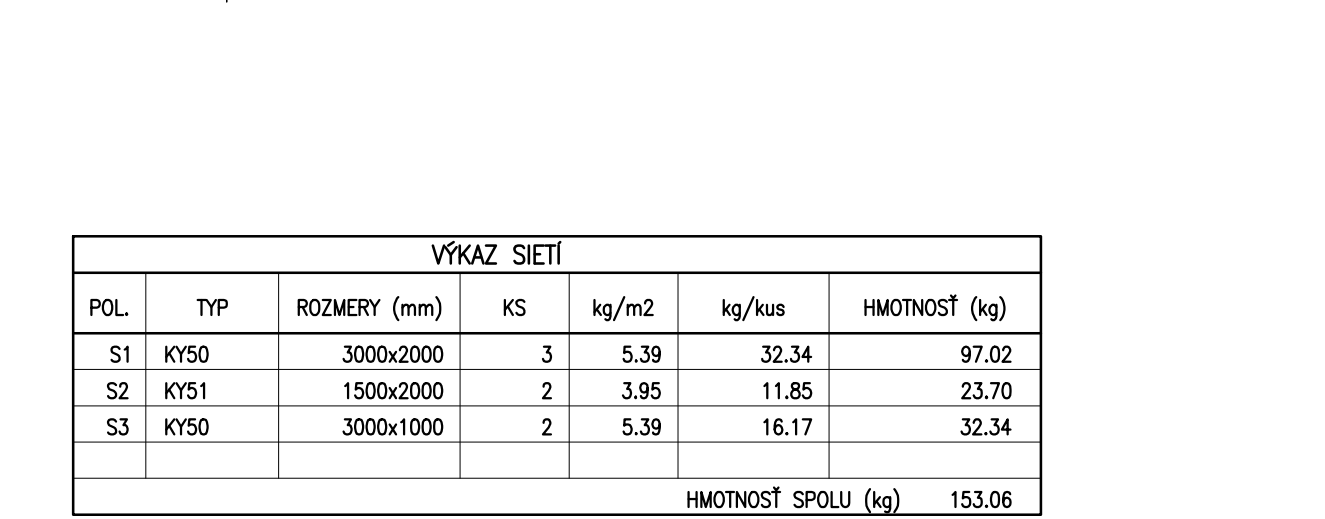 VÝKAZ SIETÍ
POL. TYP ROZMERY (mm) KS kg/m2 kg/kus HMOTNOSŤ (kg)
S1 KY50 3000x2000 3 5.39 32.34 97.02
S2 KY51 1500x2000 2 3.95 11.85 23.70
S3 KY50 3000x1000 2 5.39 16.17 32.34
HMOTNOSŤ SPOLU (kg) 153.06